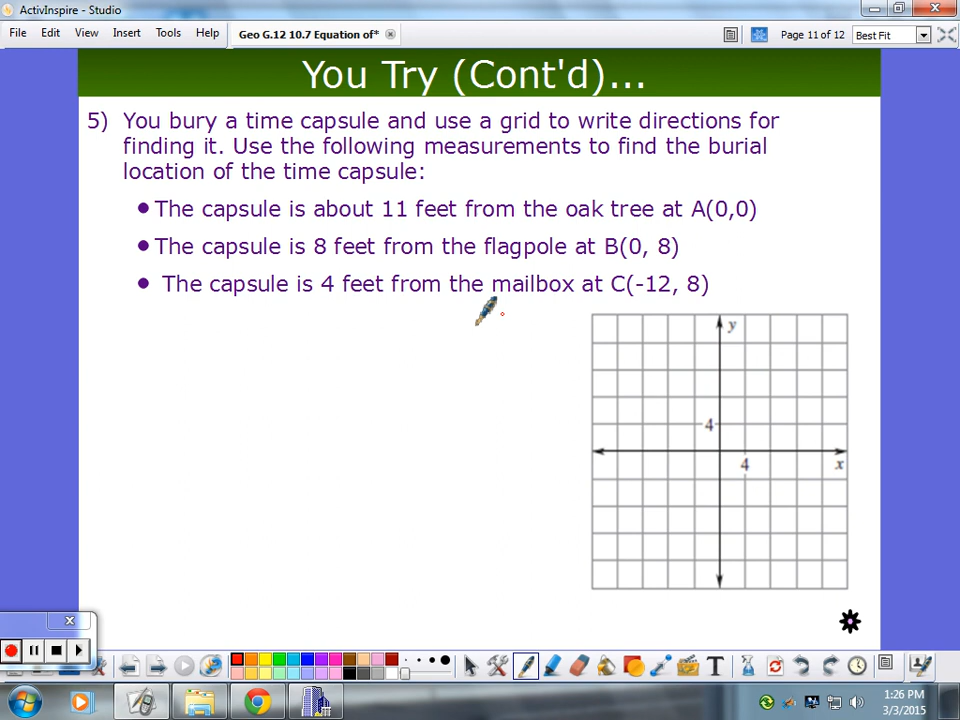 ActivInspire - Studio
File Edit View Insert Tools Help Geo G.12 10.7 Equation of* Page 11 of 12 Best Fit
You Try (Cont'd)...
5) You bury a time capsule and use a grid to write directions for
finding it. Use the following measurements to find the burial
location of the time capsule:
• The capsule is about 11 feet from the oak tree at A(0,0)
• The capsule is 8 feet from the flagpole at B(0, 8)
• The capsule is 4 feet from the mailbox at C(-12, 8)
y
4
4 x
T
1:26 PM
3/3/2015